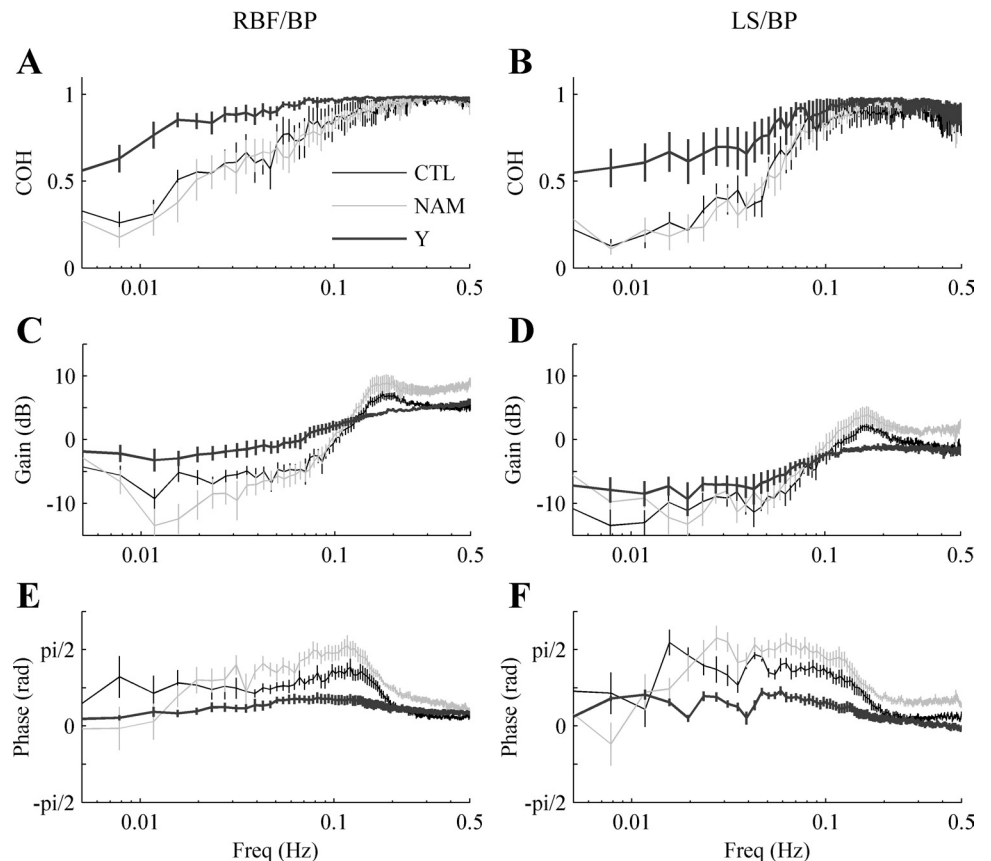 RBF/BP
LS/BP
A
B
COH
1
0.5
0
0.01
0.1
0.5
CTL
NAM
Y
COH
1
0.5
0
0.01
0.1
0.5
C
D
Gain (dB)
10
0
-10
0.01
0.1
0.5
Gain (dB)
10
0
-10
0.01
0.1
0.5
E
F
Phase (rad)
pi/2
0
-pi/2
0.01
0.1
0.5
Freq (Hz)
Phase (rad)
pi/2
0
-pi/2
0.01
0.1
0.5
Freq (Hz)